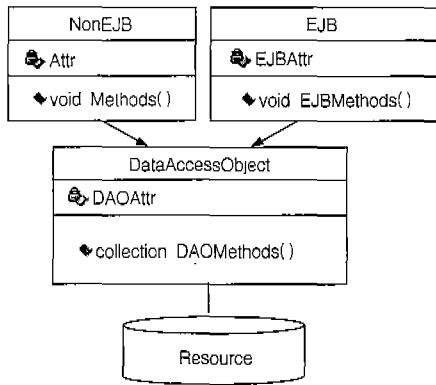 NonEJB
Attr
void Methods()
EJB
EJBAttr
void EJBMethods()
DataAccessObject
DAOAttr
collection DAOMethods()
Resource